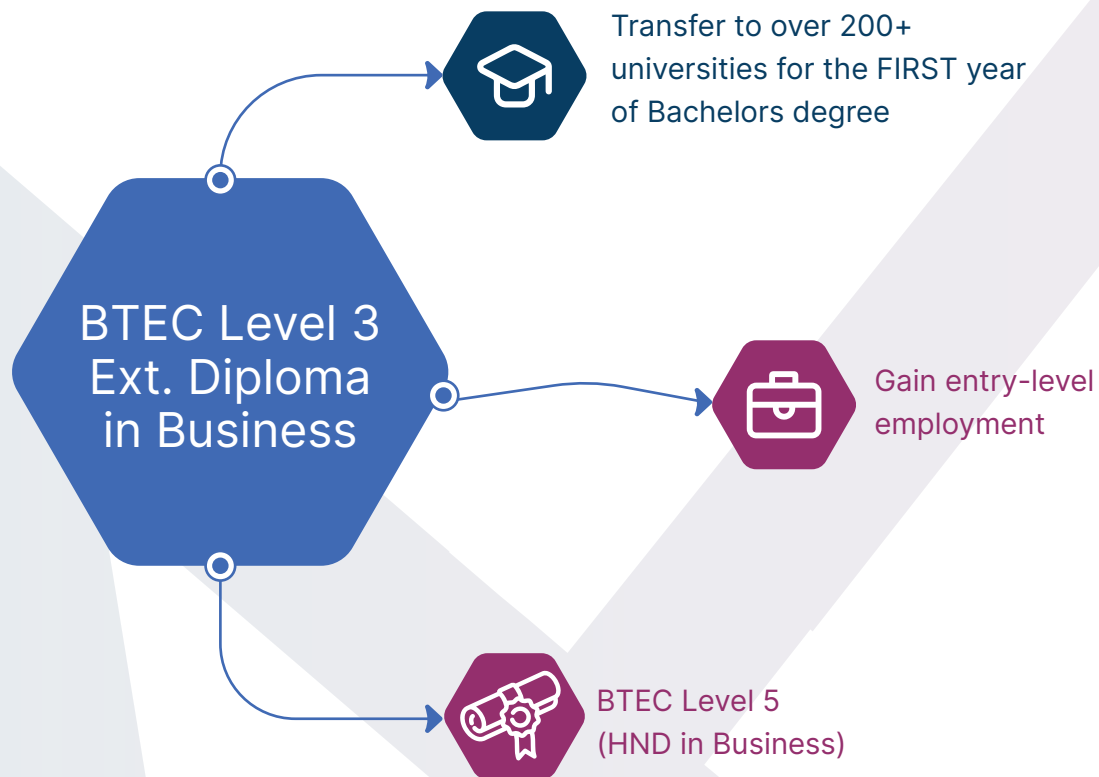 Transfer to over 200+
universities for the FIRST year
of Bachelors degree
BTEC Level 3
Ext. Diploma
in Business
Gain entry-level
employment
BTEC Level 5
(HND in Business)